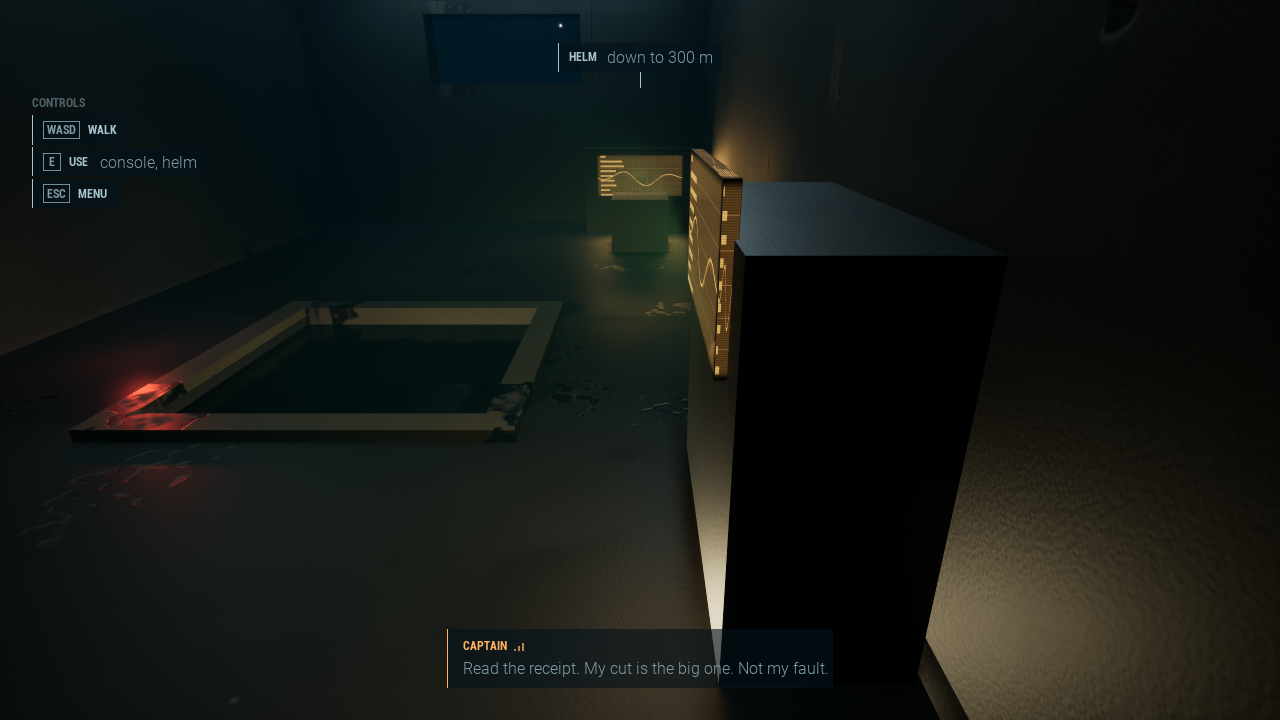 HELM down to 300 m
CONTROLS
WASD WALK
E USE console, helm
ESC MENU
CAPTAIN
Read the receipt. My cut is the big one. Not my fault.